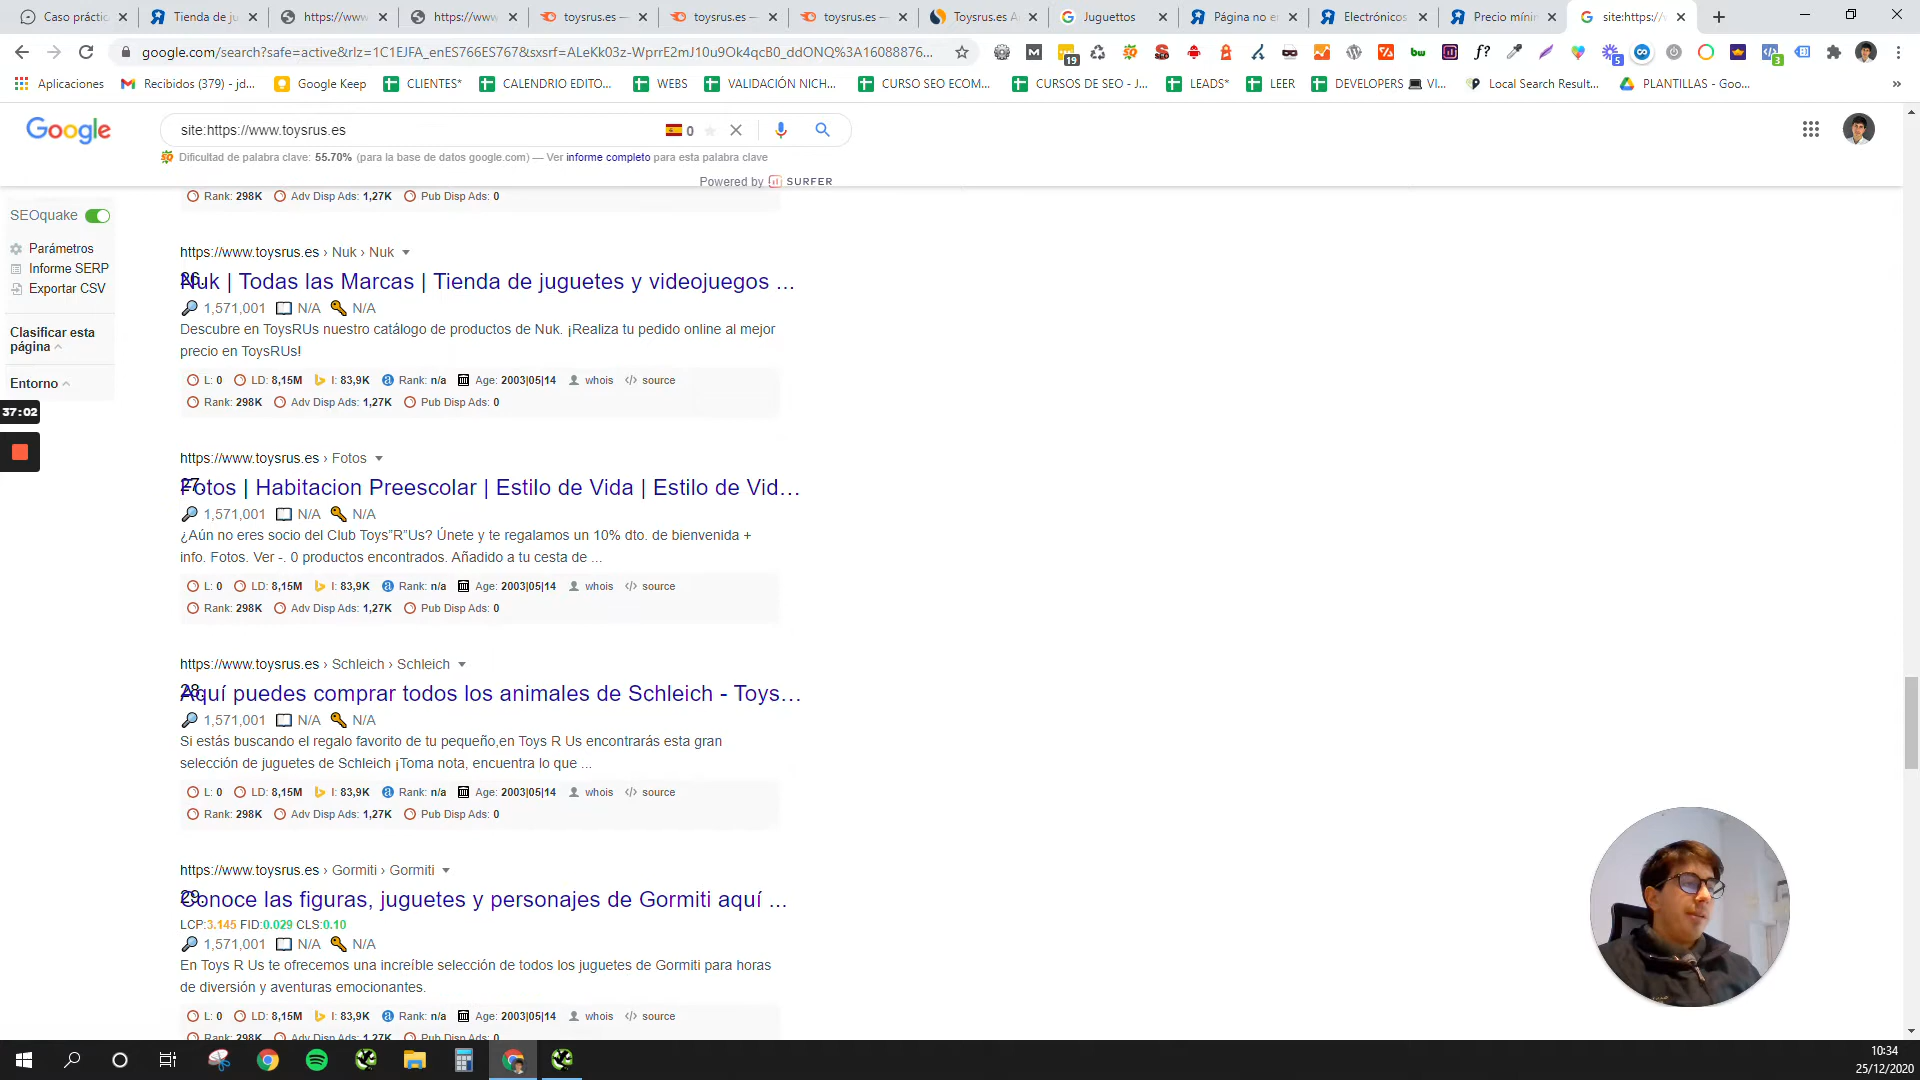 Caso práctic
Tienda de ju
https://www
https://www
toysrus.es —
toysrus.es —
toysrus.es —
Toysrus.es A
Juguettos
Página no e
Electrónicos
Precio míni
site:https://
google.com/search?safe=active&rlz=1C1EJFA_enES766ES767&sxsrf=ALeKk03z-WprrE2mJ10u9Ok4qcB0_ddONQ%3A16088876...
Aplicaciones
Recibidos (379) - jd...
Google Keep
CLIENTES*
CALENDARIO EDITO...
WEBS
VALIDACIÓN NICH...
CURSO SEO ECOM...
CURSOS DE SEO - J...
LEADS*
LEER
DEVELOPERS VI...
Local Search Result...
PLANTILLAS - Goo...
»
Google
site:https://www.toysrus.es
0
Dificultad de palabra clave: 55.70% (para la base de datos google.com) — Ver informe completo para esta palabra clave
Powered by SURFER
SEOquake
Parámetros
Informe SERP
Exportar CSV
Clasificar esta
página
Entorno
37:02
Rank: 298K Adv Disp Ads: 1,27K Pub Disp Ads: 0
https://www.toysrus.es › Nuk › Nuk
26.
Nuk | Todas las Marcas | Tienda de juguetes y videojuegos ...
1,571,001 N/A N/A
Descubre en ToysRUs nuestro catálogo de productos de Nuk. ¡Realiza tu pedido online al mejor
precio en ToysRUs!
L: 0 LD: 8,15M I: 83,9K Rank: n/a Age: 2003|05|14 whois source
Rank: 298K Adv Disp Ads: 1,27K Pub Disp Ads: 0
https://www.toysrus.es › Fotos
27.
Fotos | Habitacion Preescolar | Estilo de Vida | Estilo de Vid...
1,571,001 N/A N/A
¿Aún no eres socio del Club Toys"R"Us? Únete y te regalamos un 10% dto. de bienvenida +
info. Fotos. Ver -. 0 productos encontrados. Añadido a tu cesta de ...
L: 0 LD: 8,15M I: 83,9K Rank: n/a Age: 2003|05|14 whois source
Rank: 298K Adv Disp Ads: 1,27K Pub Disp Ads: 0
https://www.toysrus.es › Schleich › Schleich
28.
Aquí puedes comprar todos los animales de Schleich - Toys...
1,571,001 N/A N/A
Si estás buscando el regalo favorito de tu pequeño,en Toys R Us encontrarás esta gran
selección de juguetes de Schleich ¡Toma nota, encuentra lo que ...
L: 0 LD: 8,15M I: 83,9K Rank: n/a Age: 2003|05|14 whois source
Rank: 298K Adv Disp Ads: 1,27K Pub Disp Ads: 0
https://www.toysrus.es › Gormiti › Gormiti
29.
Conoce las figuras, juguetes y personajes de Gormiti aquí ...
LCP:3.145 FID:0.029 CLS:0.10
1,571,001 N/A N/A
En Toys R Us te ofrecemos una increíble selección de todos los juguetes de Gormiti para horas
de diversión y aventuras emocionantes.
L: 0 LD: 8,15M I: 83,9K Rank: n/a Age: 2003|05|14 whois source
Rank: 298K Adv Disp Ads: 1,27K Pub Disp Ads: 0
10:34
25/12/2020